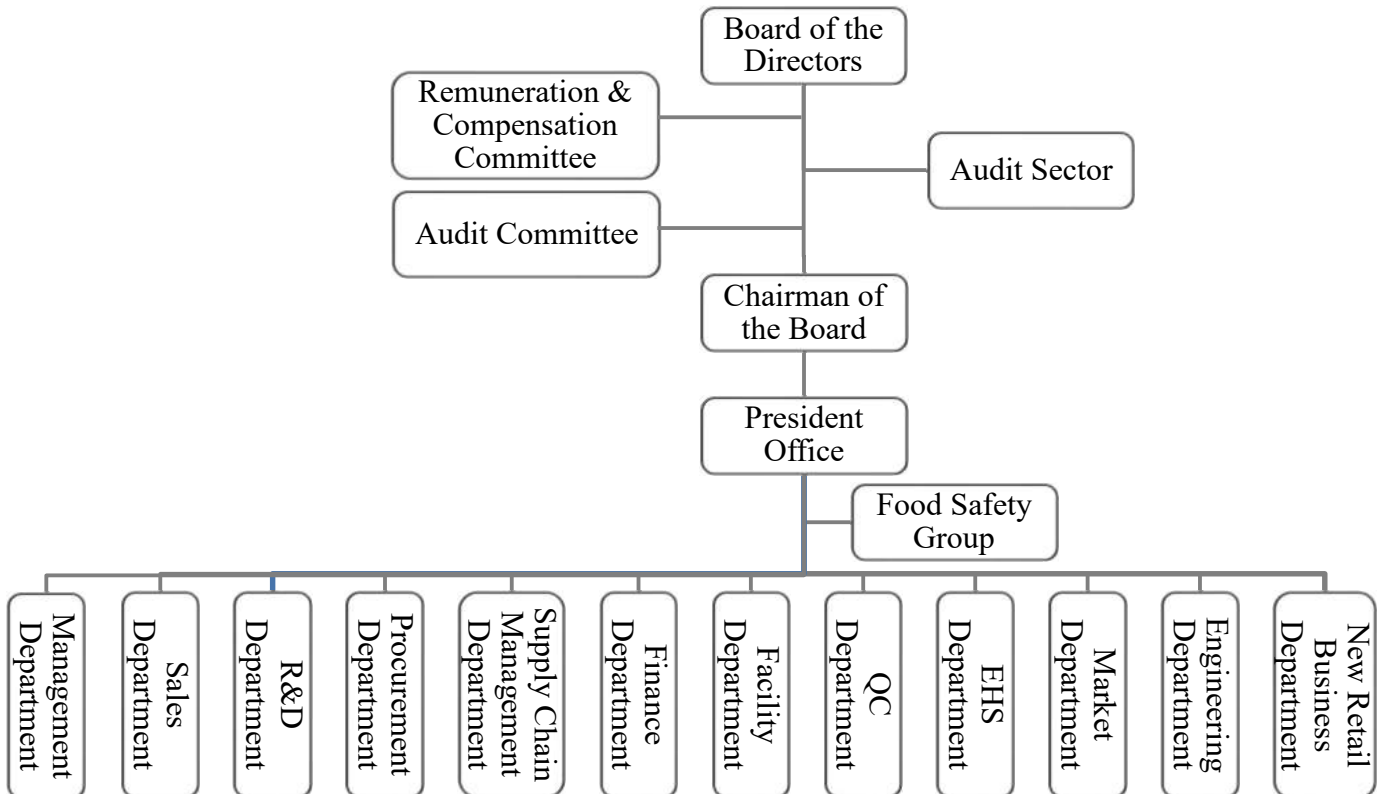 Board of the
Directors
Remuneration &
Compensation
Committee
Audit Sector
Audit Committee
Chairman of
the Board
President
Office
Food Safety
Group
Management
Department
Sales
Department
R&D
Department
Procurement
Department
Supply Chain
Management
Department
Finance
Department
Facility
Department
QC
Department
EHS
Department
Market
Department
Engineering
Department
New Retail
Business
Department